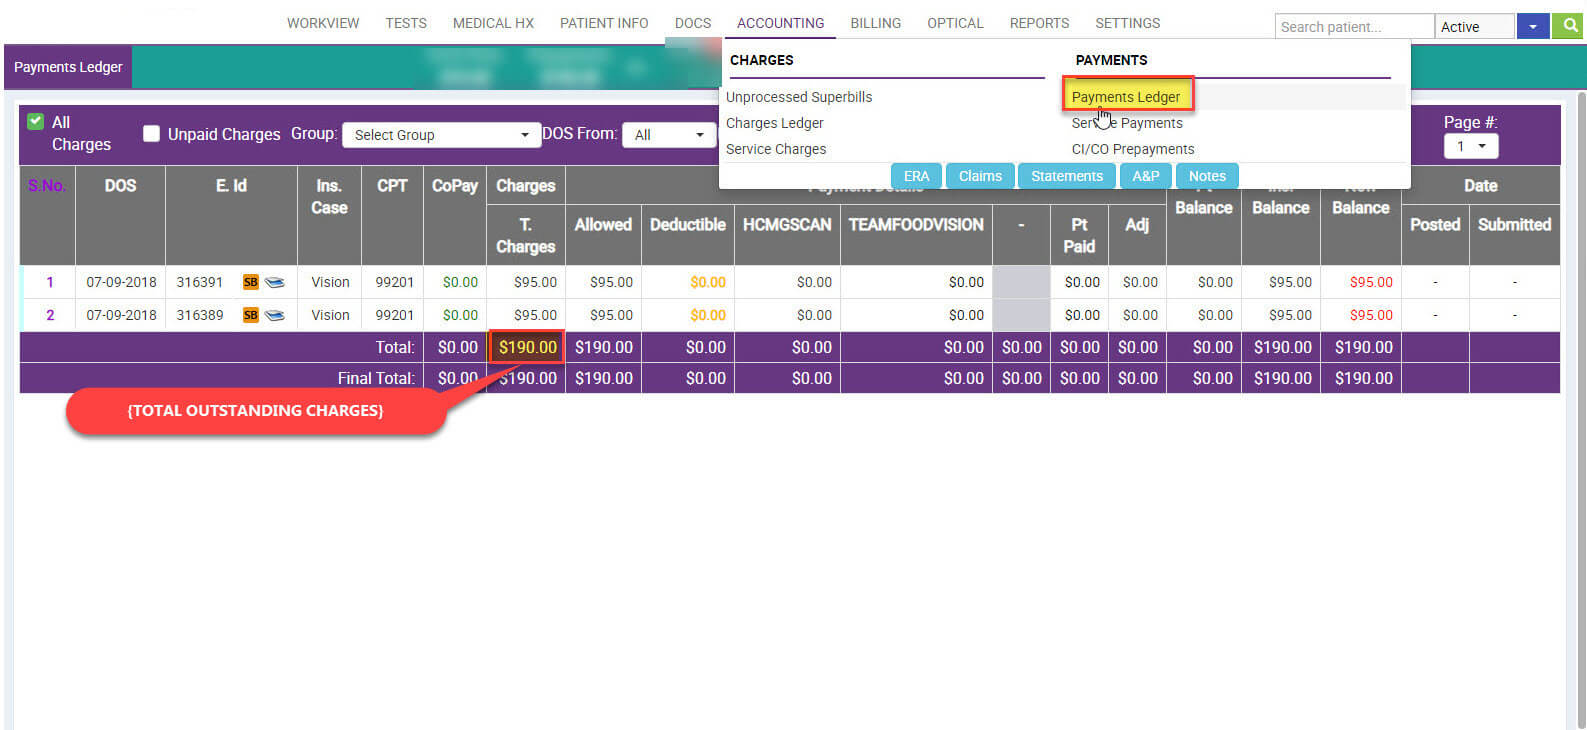 WORKVIEW TESTS MEDICAL HX PATIENT INFO DOCS ACCOUNTING BILLING OPTICAL REPORTS SETTINGS Search patient... Active
Payments Ledger
CHARGES PAYMENTS
Unprocessed Superbills Payments Ledger
Charges Ledger Service Payments
Service Charges CI/CO Prepayments
ERA Claims Statements A&P Notes
All Charges Unpaid Charges Group: Select Group DOS From: All Page #: 1
S.No. DOS E. Id Ins. Case CPT CoPay Charges Payment Details Balance Balance Balance Date
T. Charges Allowed Deductible HCMGSCAN TEAMFOODVISION - Pt Paid Adj Posted Submitted
1 07-09-2018 316391 SB Vision 99201 $0.00 $95.00 $95.00 $0.00 $0.00 $0.00 $0.00 $0.00 $0.00 $95.00 $95.00 - -
2 07-09-2018 316389 SB Vision 99201 $0.00 $95.00 $95.00 $0.00 $0.00 $0.00 $0.00 $0.00 $0.00 $95.00 $95.00 - -
Total: $0.00 $190.00 $190.00 $0.00 $0.00 $0.00 $0.00 $0.00 $0.00 $0.00 $190.00 $190.00
Final Total: $0.00 $190.00 $190.00 $0.00 $0.00 $0.00 $0.00 $0.00 $0.00 $0.00 $190.00 $190.00
{TOTAL OUTSTANDING CHARGES}